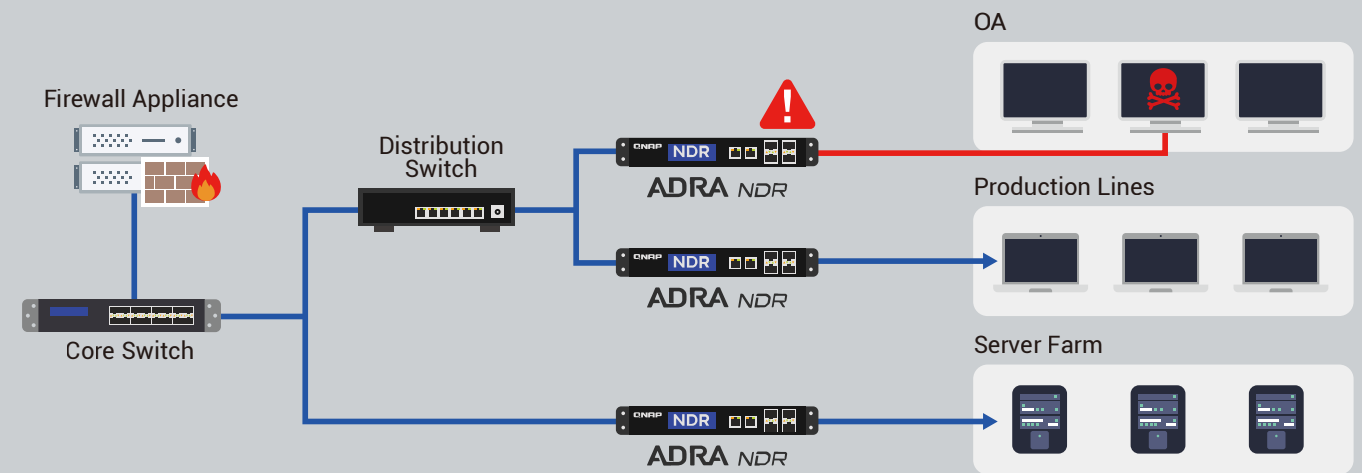 OA
Firewall Appliance
Distribution
Switch
QNAP
NDR
ADRA NDR
Production Lines
QNAP
NDR
ADRA NDR
Core Switch
Server Farm
QNAP
NDR
ADRA NDR